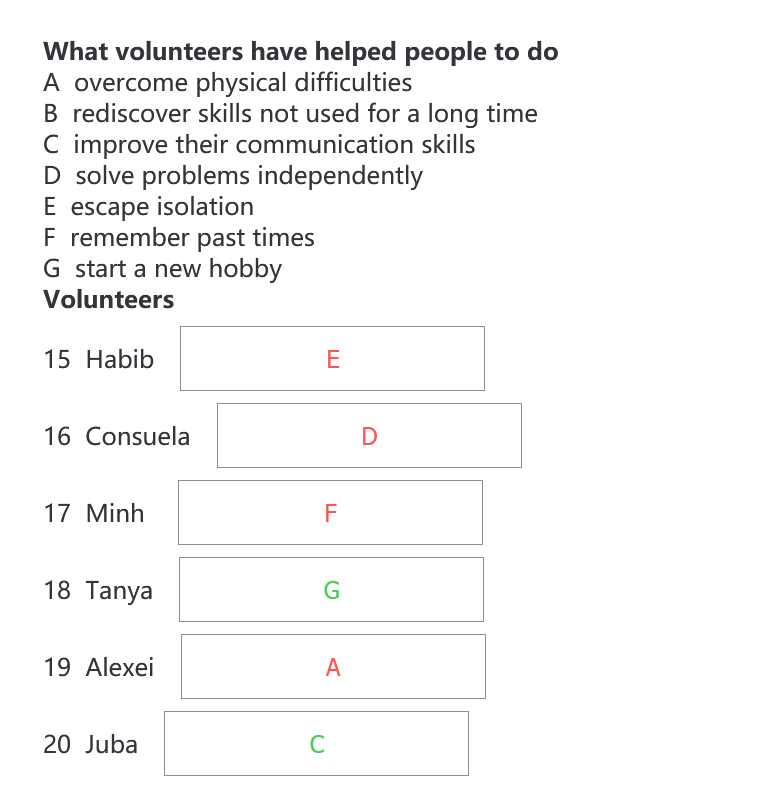 What volunteers have helped people to do
A overcome physical difficulties
B rediscover skills not used for a long time
C improve their communication skills
D solve problems independently
E escape isolation
F remember past times
G start a new hobby
Volunteers
15 Habib E
16 Consuela D
17 Minh F
18 Tanya G
19 Alexei A
20 Juba C